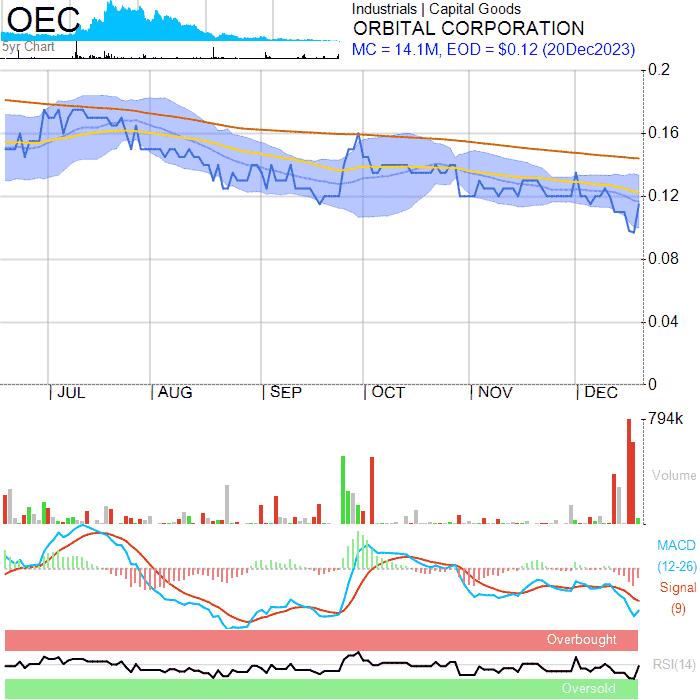 OEC
5yr Chart
Industrials | Capital Goods
ORBITAL CORPORATION
MC = 14.1M, EOD = $0.12 (20Dec2023)
0.2
0.16
0.12
0.08
0.04
0
JUL AUG SEP OCT NOV DEC
794k
Volume
MACD
(12-26)
Signal
(9)
Overbought
RSI(14)
Oversold